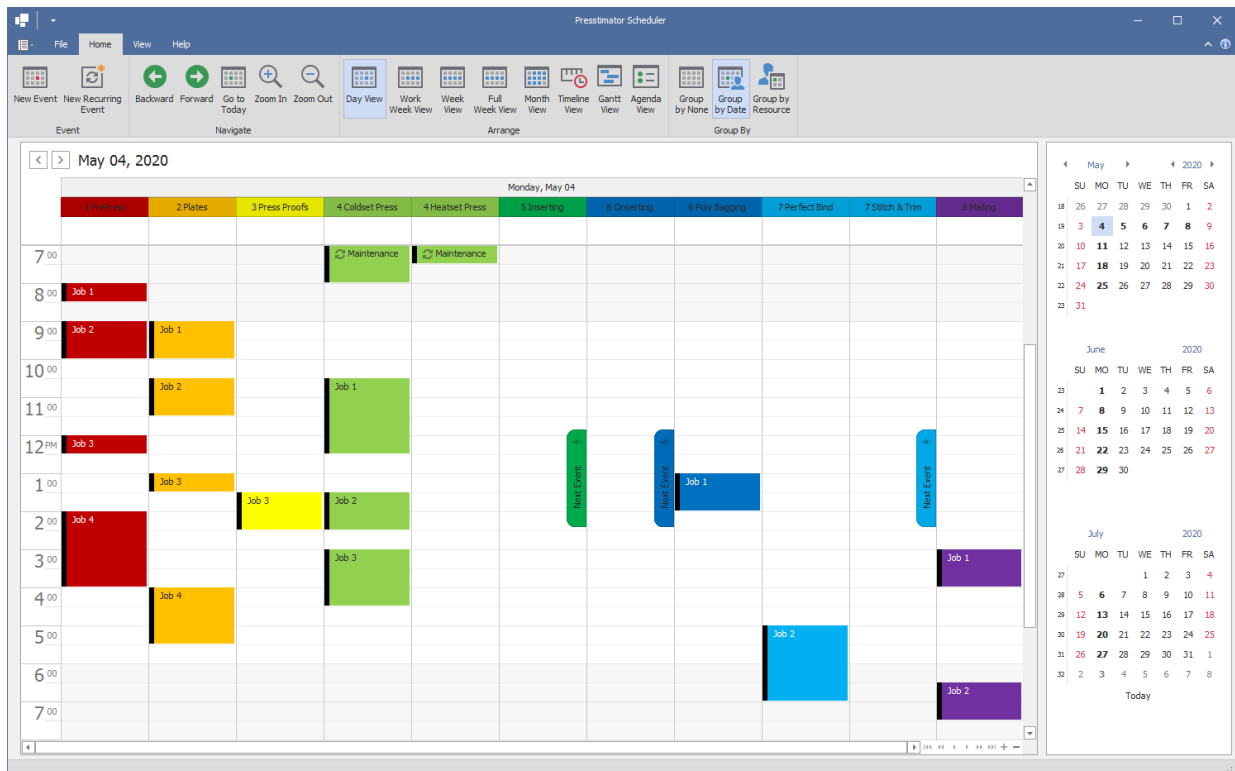 Presstimator Scheduler
File Home View Help
New Event New Recurring Event Backward Forward Go to Today Zoom In Zoom Out Day View Work Week View Week View Full Week View Month View Timeline View Gantt View Agenda View Group by None Group by Date Group by Resource
Event Navigate Arrange Group By
May 04, 2020
Monday, May 04
1 PrePress 2 Plates 3 Press Proofs 4 Coldset Press 4 Heatset Press 5 Inserting 6 Onserting 6 Poly Bagging 7 Perfect Bind 7 Stitch & Trim 8 Mailing
7 00 Maintenance Maintenance
8 00 Job 1
9 00 Job 2 Job 1
10 00
Job 2 Job 1
11 00
12 PM Job 3
Next Event Next Event Next Event
1 00 Job 3 Job 1
Job 3 Job 2
2 00 Job 4
3 00 Job 3 Job 1
4 00 Job 4
5 00 Job 2
6 00
Job 2
7 00
May 2020
SU MO TU WE TH FR SA
18 26 27 28 29 30 1 2
19 3 4 5 6 7 8 9
20 10 11 12 13 14 15 16
21 17 18 19 20 21 22 23
22 24 25 26 27 28 29 30
23 31
June 2020
SU MO TU WE TH FR SA
23 1 2 3 4 5 6
24 7 8 9 10 11 12 13
25 14 15 16 17 18 19 20
26 21 22 23 24 25 26 27
27 28 29 30
July 2020
SU MO TU WE TH FR SA
27 1 2 3 4
28 5 6 7 8 9 10 11
29 12 13 14 15 16 17 18
30 19 20 21 22 23 24 25
31 26 27 28 29 30 31 1
32 2 3 4 5 6 7 8
Today